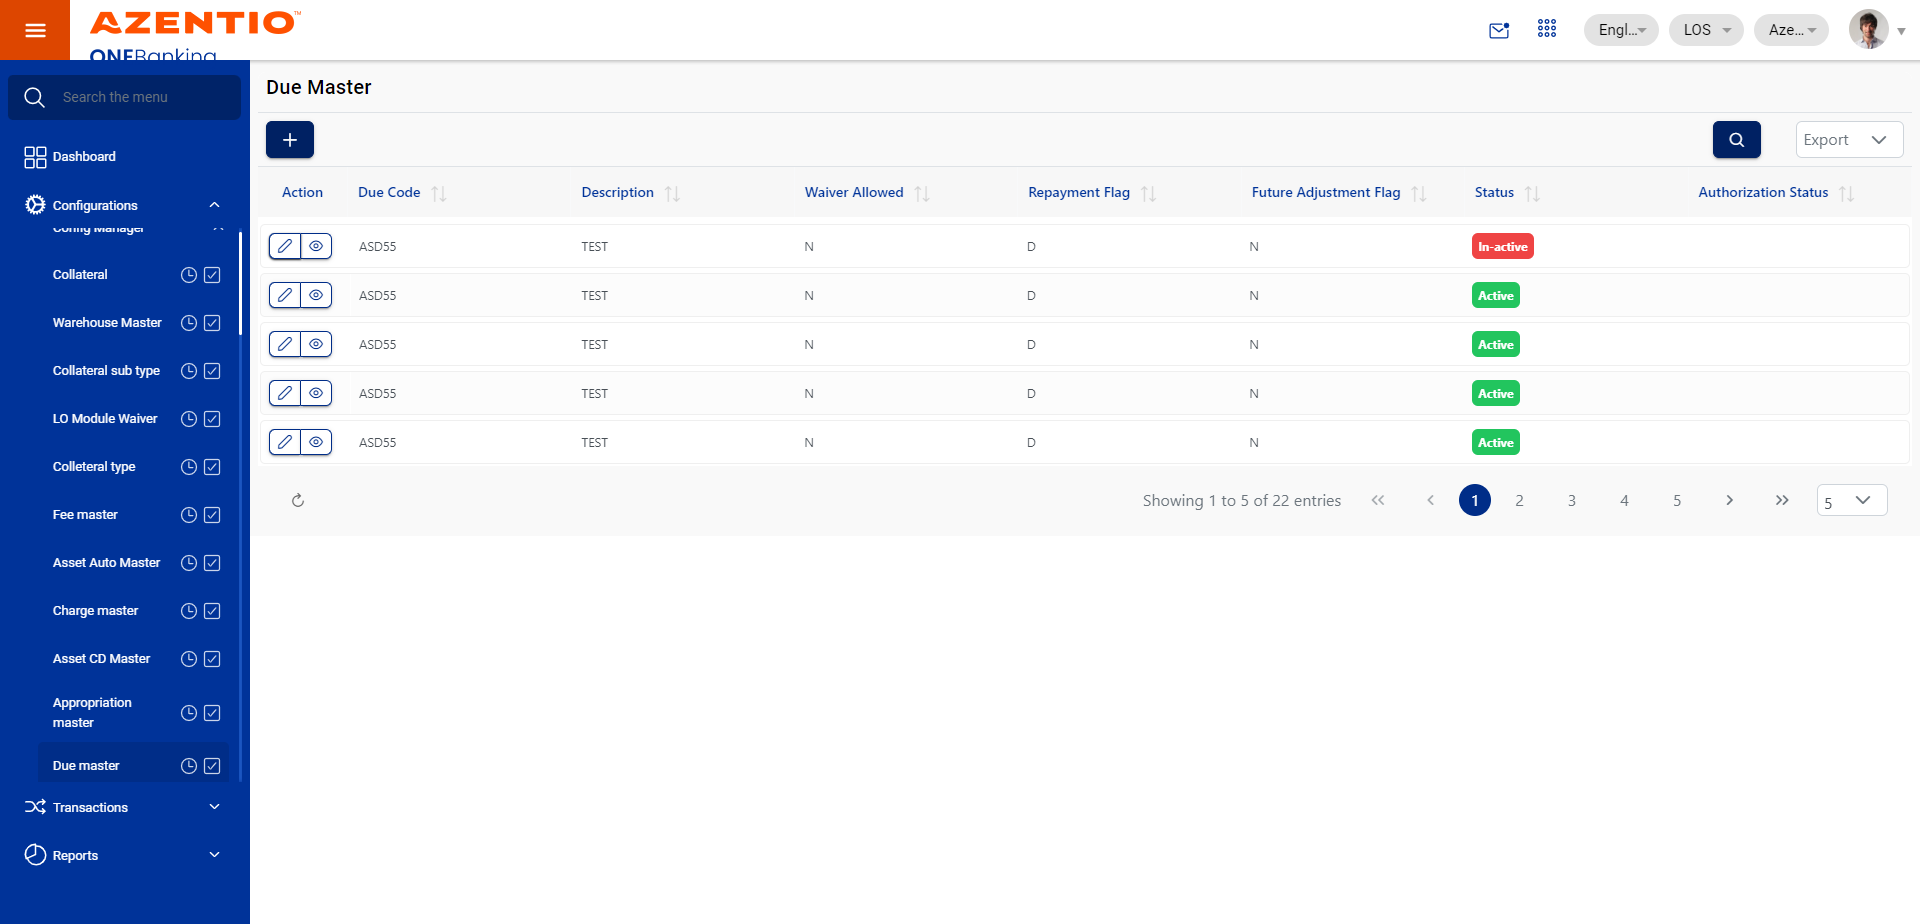 AZENTIO™
ONEBanking
Engl...
LOS
Aze...
Search the menu
Dashboard
Configurations
Config Manager
Collateral
Warehouse Master
Collateral sub type
LO Module Waiver
Colleteral type
Fee master
Asset Auto Master
Charge master
Asset CD Master
Appropriation
master
Due master
Transactions
Reports
Due Master
Export
Action Due Code Description Waiver Allowed Repayment Flag Future Adjustment Flag Status Authorization Status
ASD55 TEST N D N In-active
ASD55 TEST N D N Active
ASD55 TEST N D N Active
ASD55 TEST N D N Active
ASD55 TEST N D N Active
Showing 1 to 5 of 22 entries 1 2 3 4 5 5